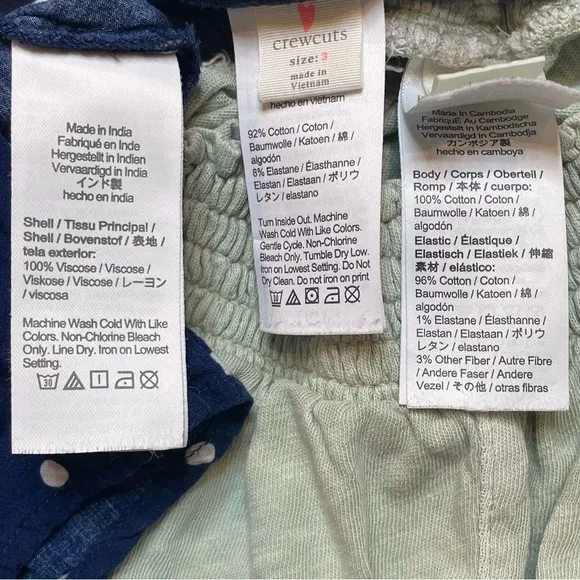 Made in India
Fabriqué en Inde
Hergestellt in Indien
Vervaardigd in India
インド製
hecho en india
Shell / Tissu Principal /
Shell / Bovenstof / 表地 /
tela exterior:
100% Viscose / Viscose /
Viskose / Viscose / レーヨン
/ viscosa
Machine Wash Cold With Like
Colors. Non-Chlorine Bleach
Only. Line Dry. Iron on Lowest
Setting.
30
crewcuts
size: 3
made in
Vietnam
hecho en vietnam
92% Cotton / Coton /
Baumwolle / Katoen / 綿 /
algodón
8% Elastane / Élasthanne /
Elastan / Elastaan / ポリウ
レタン / elastano
Turn Inside Out. Machine
Wash Cold With Like Colors.
Gentle Cycle. Non-Chlorine
Bleach Only. Tumble Dry Low.
Iron on Lowest Setting. Do Not
Dry Clean. Do not iron on print
30
Made in Cambodia
Fabriqué Au Cambodge
Hergestellt in Kambodscha
Vervaardigd in Cambodja
カンボジア製
hecho en camboya
Body / Corps / Oberteil /
Romp / 本体 / cuerpo:
100% Cotton / Coton /
Baumwolle / Katoen / 綿 /
algodón
Elastic / Élastique /
Elastisch / Elastiek / 伸縮
素材 / elástico:
96% Cotton / Coton /
Baumwolle / Katoen / 綿 /
algodón
1% Elastane / Élasthanne /
Elastan / Elastaan / ポリウ
レタン / elastano
3% Other Fiber / Autre Fibre
/ Andere Faser / Andere
Vezel / その他 / otras fibras